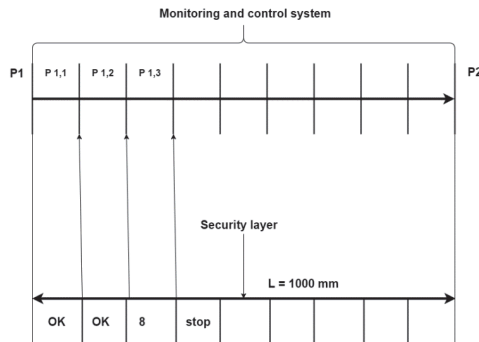 Monitoring and control system
P1 P 1,1 P 1,2 P 1,3 P2
Security layer
L = 1000 mm
OK OK 8 stop